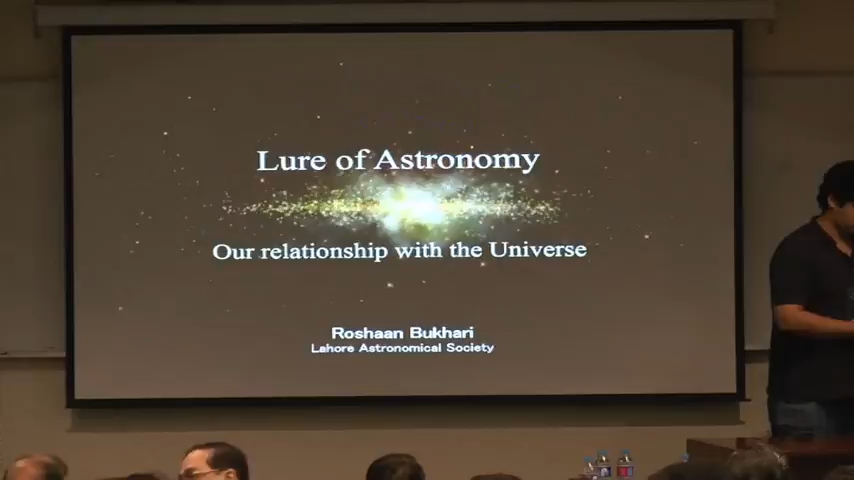 Lure of Astronomy
Our relationship with the Universe
Roshaan Bukhari
Lahore Astronomical Society